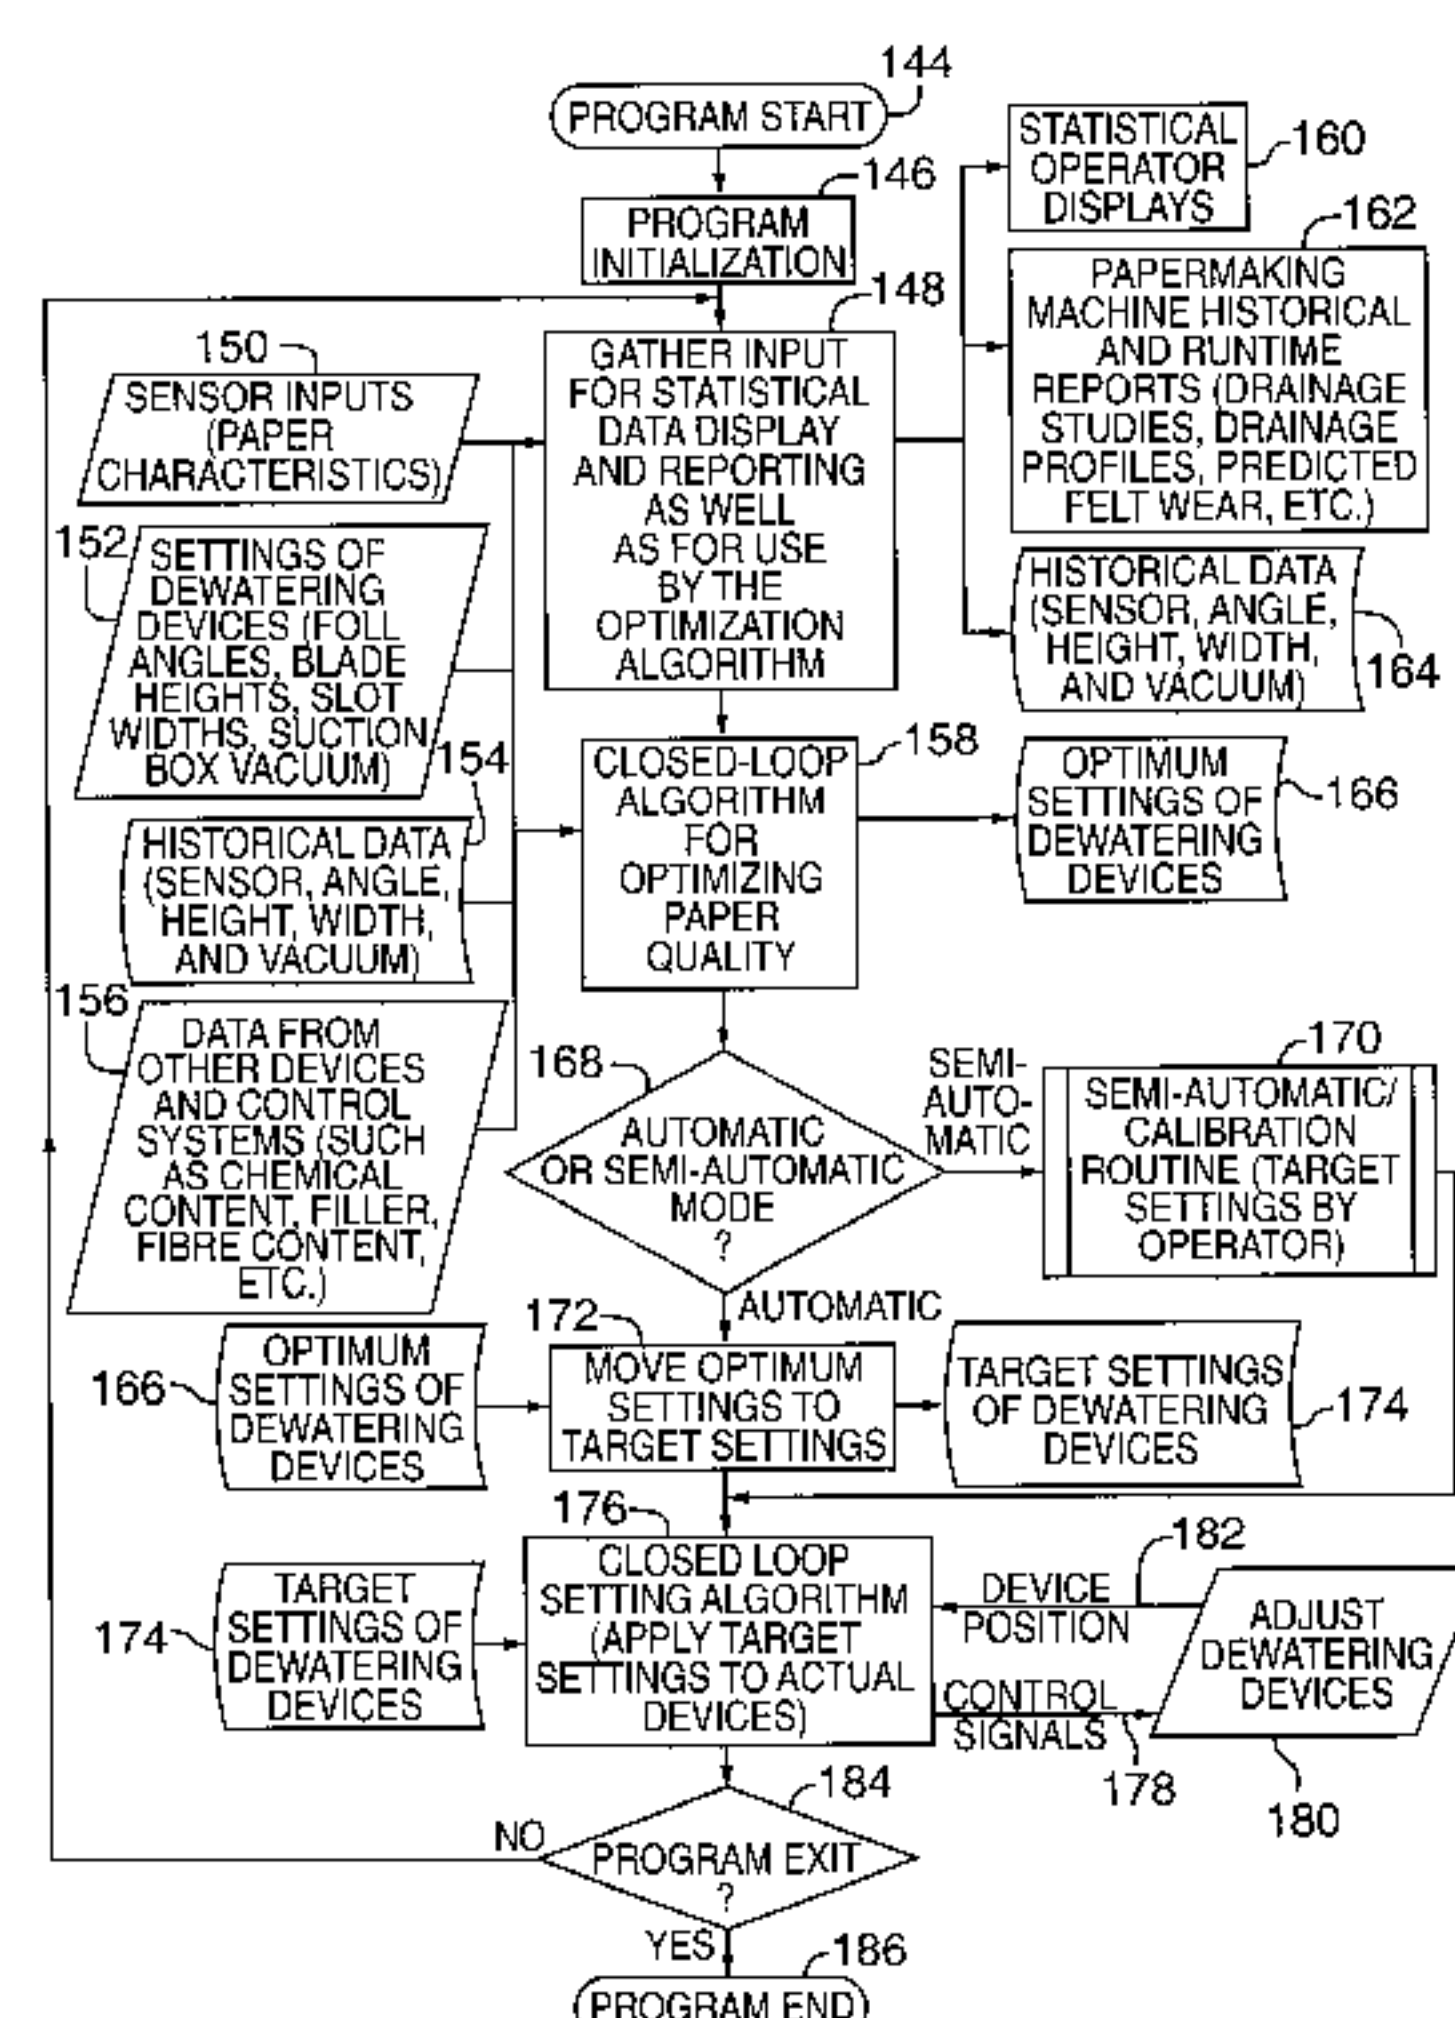 144
PROGRAM START
146
PROGRAM
INITIALIZATION
148
GATHER INPUT
FOR STATISTICAL
DATA DISPLAY
AND REPORTING
AS WELL
AS FOR USE
BY THE
OPTIMIZATION
ALGORITHM
150
SENSOR INPUTS
(PAPER
CHARACTERISTICS)
152
SETTINGS OF
DEWATERING
DEVICES (FOLL
ANGLES, BLADE
HEIGHTS, SLOT
WIDTHS, SUCTION
BOX VACUUM)
154
HISTORICAL DATA
(SENSOR, ANGLE,
HEIGHT, WIDTH,
AND VACUUM)
156
DATA FROM
OTHER DEVICES
AND CONTROL
SYSTEMS (SUCH
AS CHEMICAL
CONTENT, FILLER,
FIBRE CONTENT,
ETC.)
160
STATISTICAL
OPERATOR
DISPLAYS
162
PAPERMAKING
MACHINE HISTORICAL
AND RUNTIME
REPORTS (DRAINAGE
STUDIES, DRAINAGE
PROFILES, PREDICTED
FELT WEAR, ETC.)
HISTORICAL DATA
(SENSOR, ANGLE,
HEIGHT, WIDTH,
AND VACUUM)
164
158
CLOSED-LOOP
ALGORITHM
FOR
OPTIMIZING
PAPER
QUALITY
OPTIMUM
SETTINGS OF
DEWATERING
DEVICES
166
168
AUTOMATIC
OR SEMI-AUTOMATIC
MODE
?
SEMI-
AUTO-
MATIC
170
SEMI-AUTOMATIC/
CALIBRATION
ROUTINE (TARGET
SETTINGS BY
OPERATOR)
AUTOMATIC
166
OPTIMUM
SETTINGS OF
DEWATERING
DEVICES
172
MOVE OPTIMUM
SETTINGS TO
TARGET SETTINGS
TARGET SETTINGS
OF DEWATERING
DEVICES
174
174
TARGET
SETTINGS OF
DEWATERING
DEVICES
176
CLOSED LOOP
SETTING ALGORITHM
(APPLY TARGET
SETTINGS TO ACTUAL
DEVICES)
182
DEVICE
POSITION
CONTROL
SIGNALS
178
ADJUST
DEWATERING
DEVICES
180
184
PROGRAM EXIT
?
NO
YES
186
PROGRAM END